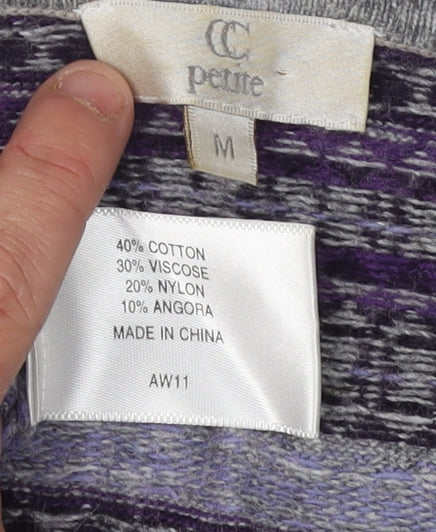 CC
petite
M
40% COTTON
30% VISCOSE
20% NYLON
10% ANGORA
MADE IN CHINA
AW11